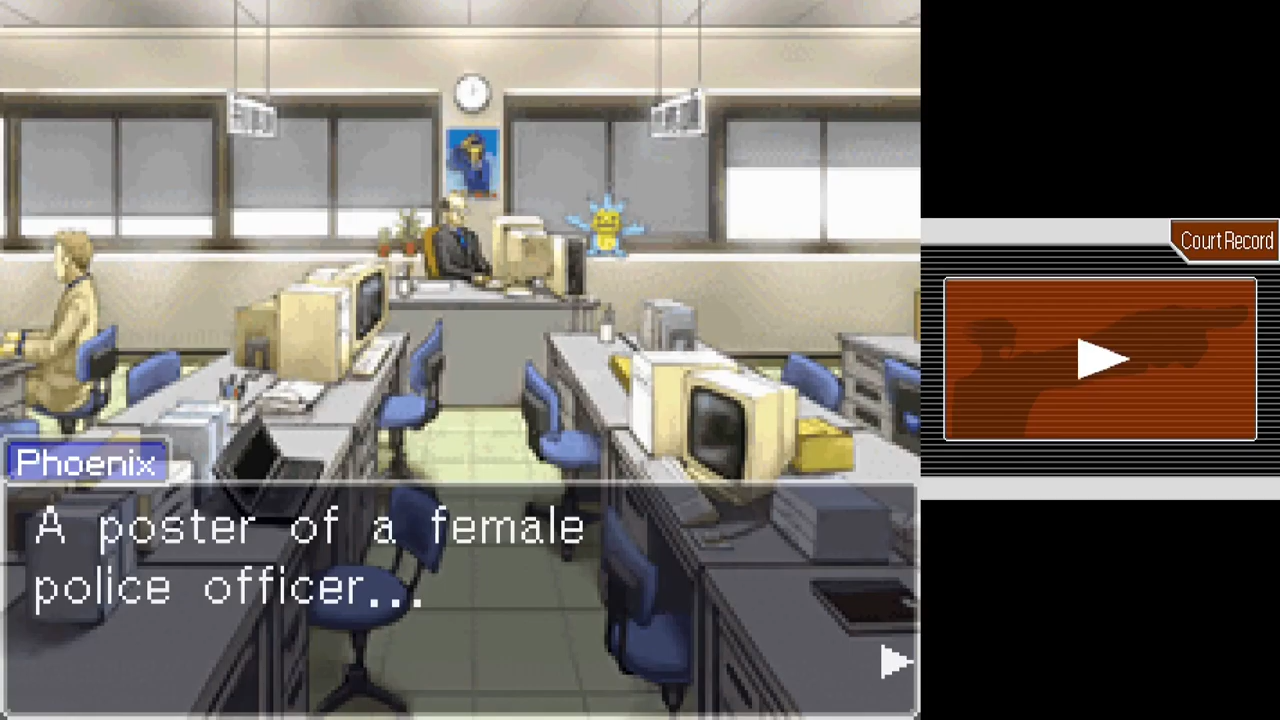 Court Record
Phoenix
A poster of a female
police officer...